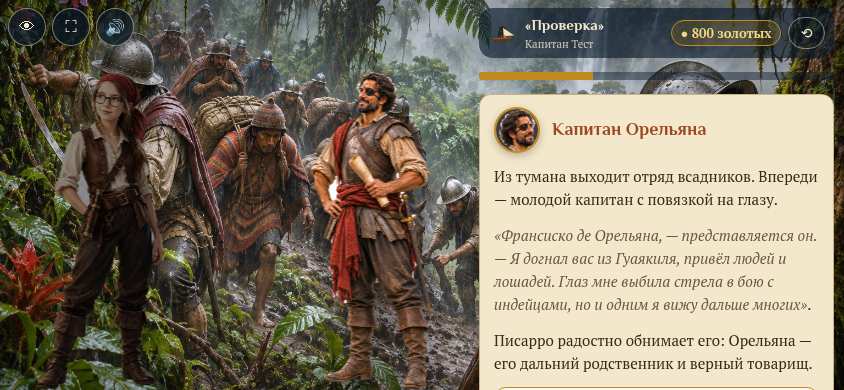 «Проверка»
Капитан Тест
● 800 золотых
Капитан Орельяна
Из тумана выходит отряд всадников. Впереди
— молодой капитан с повязкой на глазу.
«Франсиско де Орельяна, — представляется он.
— Я догнал вас из Гуаякиля, привёл людей и
лошадей. Глаз мне выбила стрела в бою с
индейцами, но и одним я вижу дальше многих».
Писарро радостно обнимает его: Орельяна —
его дальний родственник и верный товарищ.